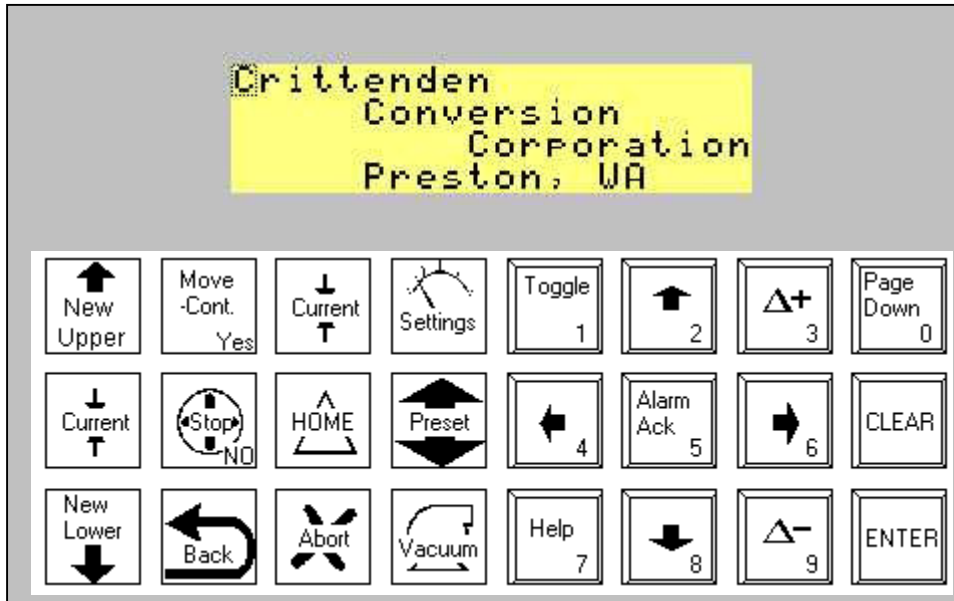 Crittenden
Conversion
Corporation
Preston, WA
New
Upper
Move
-Cont.
Yes
Current
Settings
Toggle
1
2
Δ+
3
Page
Down
0
Current
Stop
NO
HOME
Preset
4
Alarm
Ack
5
6
CLEAR
New
Lower
Back
Abort
Vacuum
Help
7
8
Δ-
9
ENTER